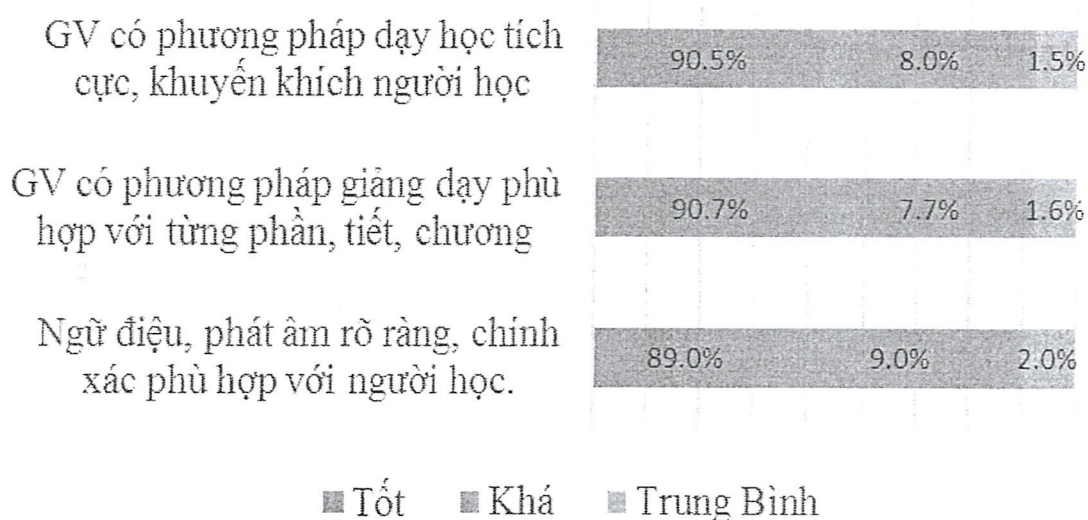 GV có phương pháp dạy học tích
cực, khuyến khích người học
90.5% 8.0% 1.5%
GV có phương pháp giảng dạy phù
hợp với từng phần, tiết, chương
90.7% 7.7% 1.6%
Ngữ điệu, phát âm rõ ràng, chính
xác phù hợp với người học.
89.0% 9.0% 2.0%
Tốt Khá Trung Bình